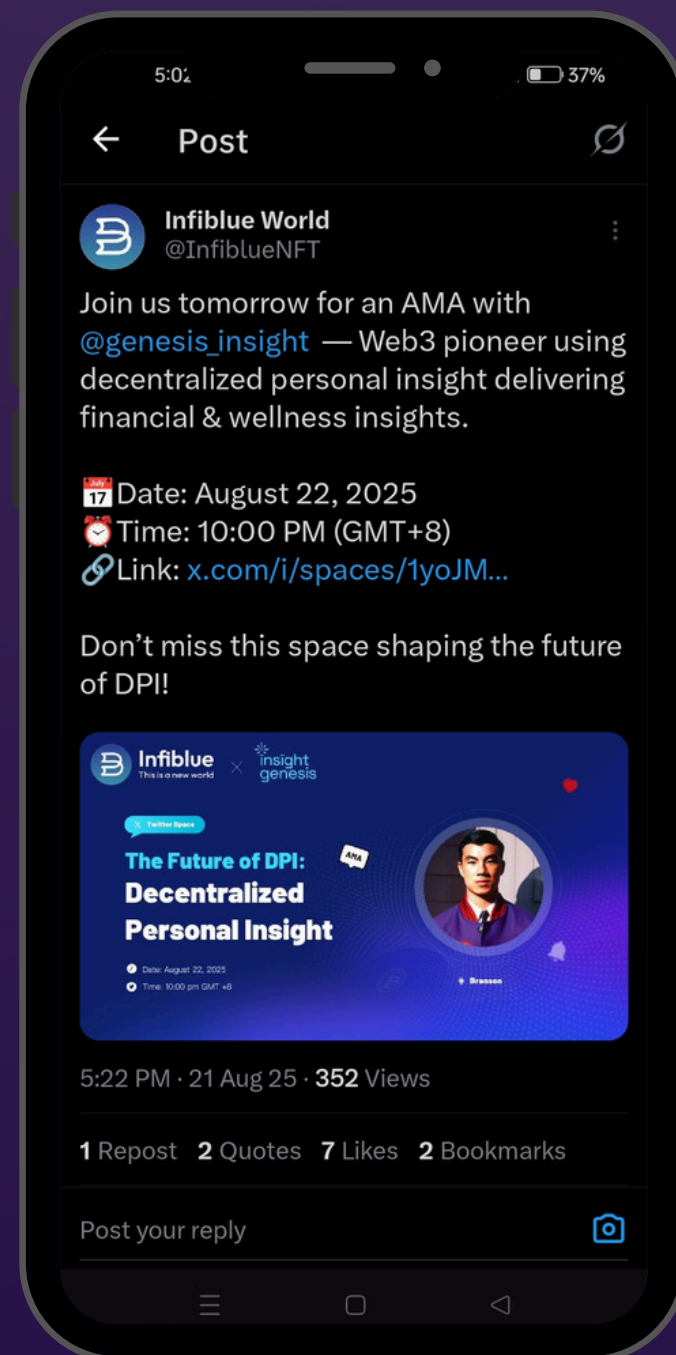 5:02
37%
Post
Infiblue World
@InfiblueNFT
Join us tomorrow for an AMA with
@genesis_insight — Web3 pioneer using
decentralized personal insight delivering
financial & wellness insights.
July
17
Date: August 22, 2025
Time: 10:00 PM (GMT+8)
Link: x.com/i/spaces/1yoJM...
Don’t miss this space shaping the future
of DPI!
Infiblue
This is a new world
insight
genesis
X Twitter Space
The Future of DPI:
AMA
Decentralized
Personal Insight
Date: August 22, 2025
Time: 10:00 pm GMT +8
Branson
5:22 PM · 21 Aug 25 · 352 Views
1 Repost 2 Quotes 7 Likes 2 Bookmarks
Post your reply